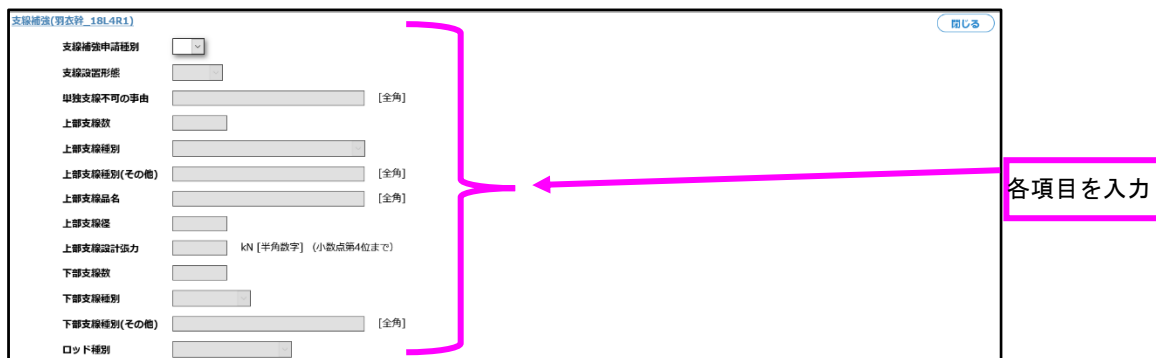 支線補強(羽衣幹_18L4R1) 閉じる
支線補強申請種別
支線設置形態
単独支線不可の事由 [全角]
上部支線数
上部支線種別
上部支線種別(その他) [全角]
上部支線品名 [全角]
上部支線径
上部支線設計張力 kN [半角数字] (小数点第4位まで)
下部支線数
下部支線種別
下部支線種別(その他) [全角]
ロッド種別
各項目を入力